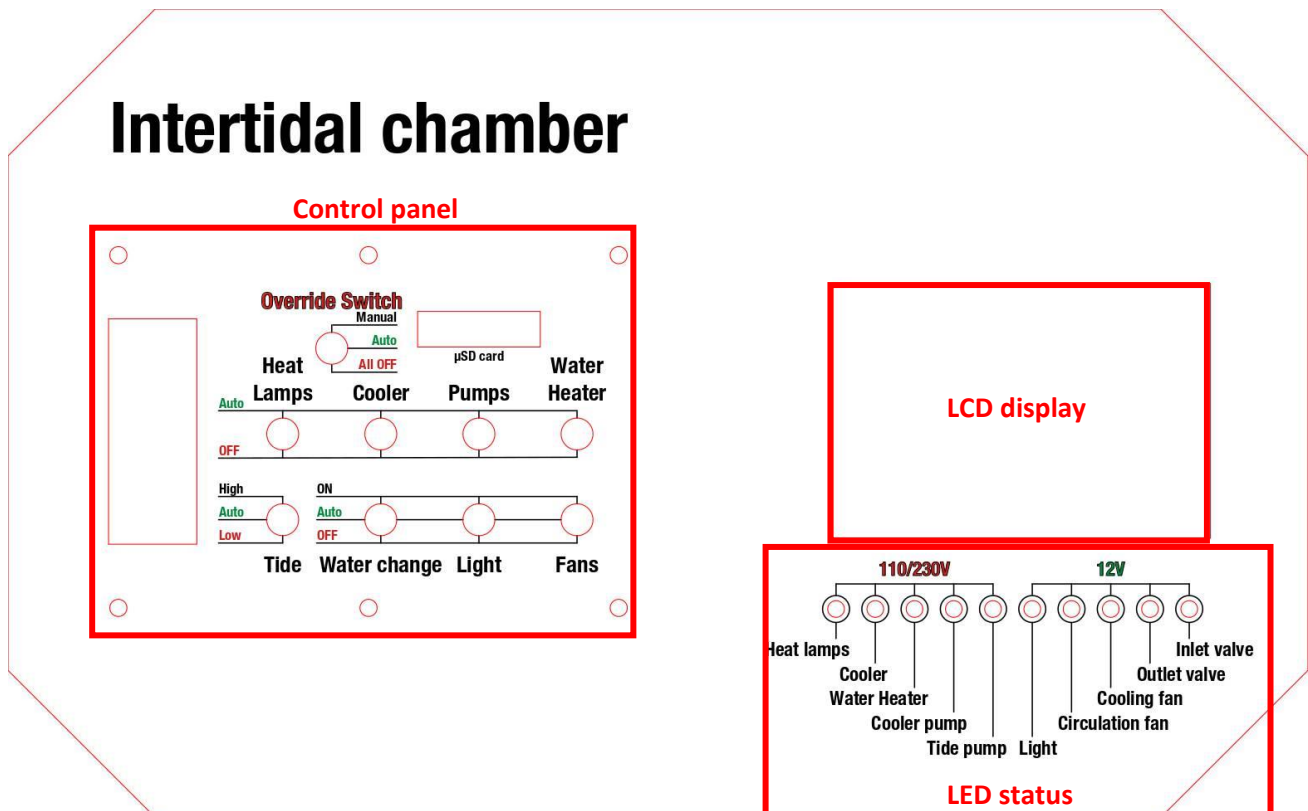 Intertidal chamber
Control panel
Override Switch
Manual
Auto
All OFF
µSD card
Heat
Lamps
Cooler
Pumps
Water
Heater
Auto
OFF
High
Auto
Low
ON
Auto
OFF
Tide
Water change
Light
Fans
LCD display
110/230V
12V
Heat lamps
Inlet valve
Cooler
Outlet valve
Water Heater
Cooling fan
Cooler pump
Circulation fan
Tide pump
Light
LED status